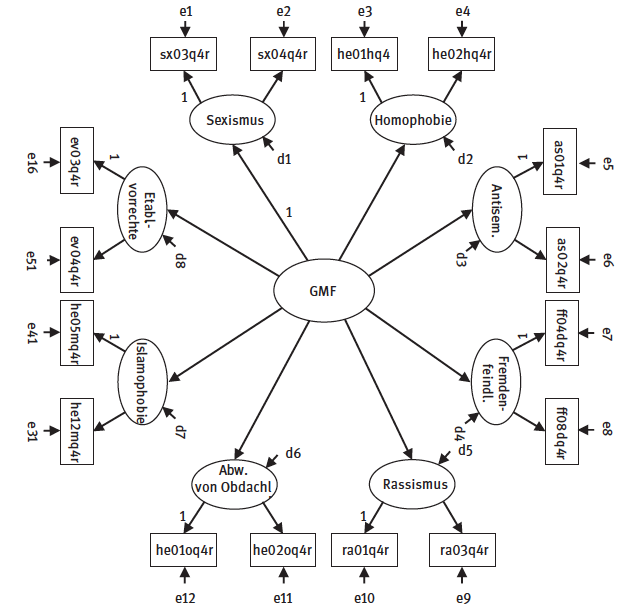 e1
e2
e3
e4
sx03q4r
sx04q4r
he01hq4
he02hq4r
1
1
Sexismus
Homophobie
d1
d2
e16
ev03q4r
1
Etabl-
vorrechte
d8
e51
ev04q4r
as01q4r
e5
1
Antisem.
d3
as02q4r
e6
1
GMF
e41
he05mq4r
1
Islamophobie
d7
e31
he12mq4r
ff04dq4r
e7
1
Fremden-
feindl.
d4
ff08dq4r
e8
d6
d5
Abw.
von Obdachl.
Rassismus
1
1
he01oq4r
he02oq4r
ra01q4r
ra03q4r
e12
e11
e10
e9